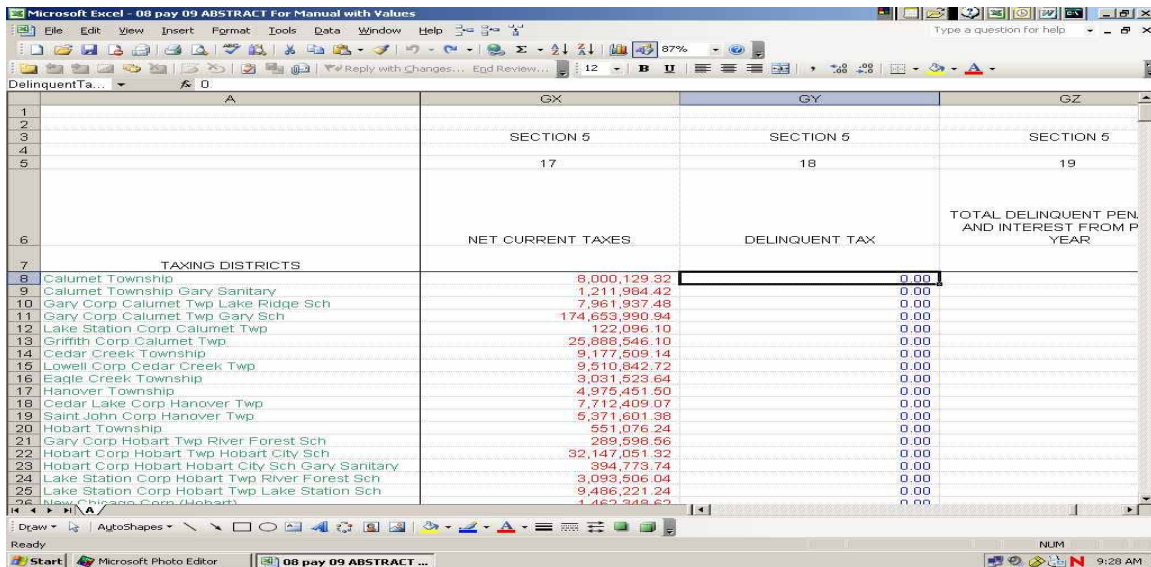 Microsoft Excel - 08 pay 09 ABSTRACT For Manual with Values
File Edit View Insert Format Tools Data Window Help Type a question for help
87%
Reply with Changes... End Review... 12 B U
DelinquentTa... fx 0
A GX GY GZ
1
2
3 SECTION 5 SECTION 5 SECTION 5
4
5 17 18 19
TOTAL DELINQUENT PEN
AND INTEREST FROM P
6 NET CURRENT TAXES DELINQUENT TAX YEAR
7 TAXING DISTRICTS
8 Calumet Township 8,000,129.32 0.00
9 Calumet Township Gary Sanitary 1,211,984.42 0.00
10 Gary Corp Calumet Twp Lake Ridge Sch 7,961,937.48 0.00
11 Gary Corp Calumet Twp Gary Sch 174,653,990.94 0.00
12 Lake Station Corp Calumet Twp 122,096.10 0.00
13 Griffith Corp Calumet Twp 25,888,546.10 0.00
14 Cedar Creek Township 9,177,509.14 0.00
15 Lowell Corp Cedar Creek Twp 9,510,842.72 0.00
16 Eagle Creek Township 3,031,523.64 0.00
17 Hanover Township 4,975,451.50 0.00
18 Cedar Lake Corp Hanover Twp 7,712,409.07 0.00
19 Saint John Corp Hanover Twp 5,371,601.38 0.00
20 Hobart Township 551,076.24 0.00
21 Gary Corp Hobart Twp River Forest Sch 289,598.56 0.00
22 Hobart Corp Hobart Twp Hobart City Sch 32,147,051.32 0.00
23 Hobart Corp Hobart Hobart City Sch Gary Sanitary 394,773.74 0.00
24 Lake Station Corp Hobart Twp River Forest Sch 3,093,506.04 0.00
25 Lake Station Corp Hobart Twp Lake Station Sch 9,486,221.24 0.00
26 New Chicago Corp (Hobart) 1,462,348.62 0.00
A
Draw AutoShapes
Ready NUM
Start Microsoft Photo Editor 08 pay 09 ABSTRACT ... 9:28 AM